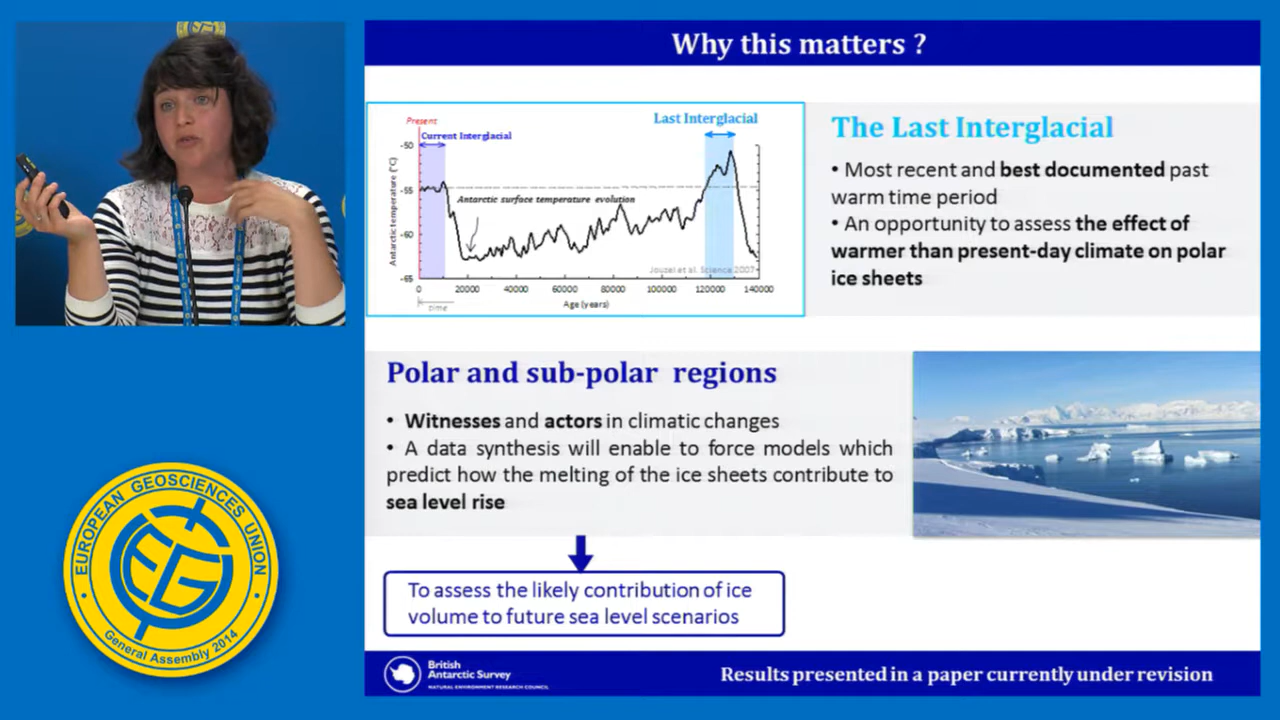 Why this matters ?
Present
Current Interglacial
Last Interglacial
-50
-55
-60
-65
Antarctic temperature (°C)
Antarctic surface temperature evolution
Jouzel et al. Science 2007
0 20000 40000 60000 80000 100000 120000 140000
Age (years)
time
The Last Interglacial
• Most recent and best documented past
warm time period
• An opportunity to assess the effect of
warmer than present-day climate on polar
ice sheets
Polar and sub-polar regions
• Witnesses and actors in climatic changes
• A data synthesis will enable to force models which
predict how the melting of the ice sheets contribute to
sea level rise
To assess the likely contribution of ice
volume to future sea level scenarios
British
Antarctic Survey
NATURAL ENVIRONMENT RESEARCH COUNCIL
Results presented in a paper currently under revision
EUROPEAN GEOSCIENCES UNION
EGU
General Assembly 2014